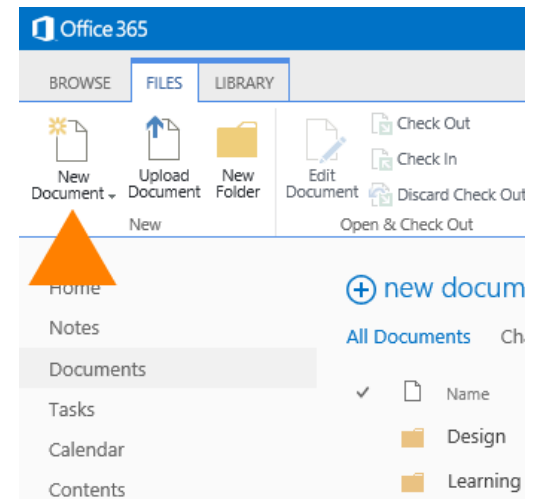 Office 365
BROWSE FILES LIBRARY
New Document
Upload Document
New Folder
Edit Document
Check Out
Check In
Discard Check Out
New
Open & Check Out
Home
Notes
Documents
Tasks
Calendar
Contents
new docum
All Documents Ch
Name
Design
Learning